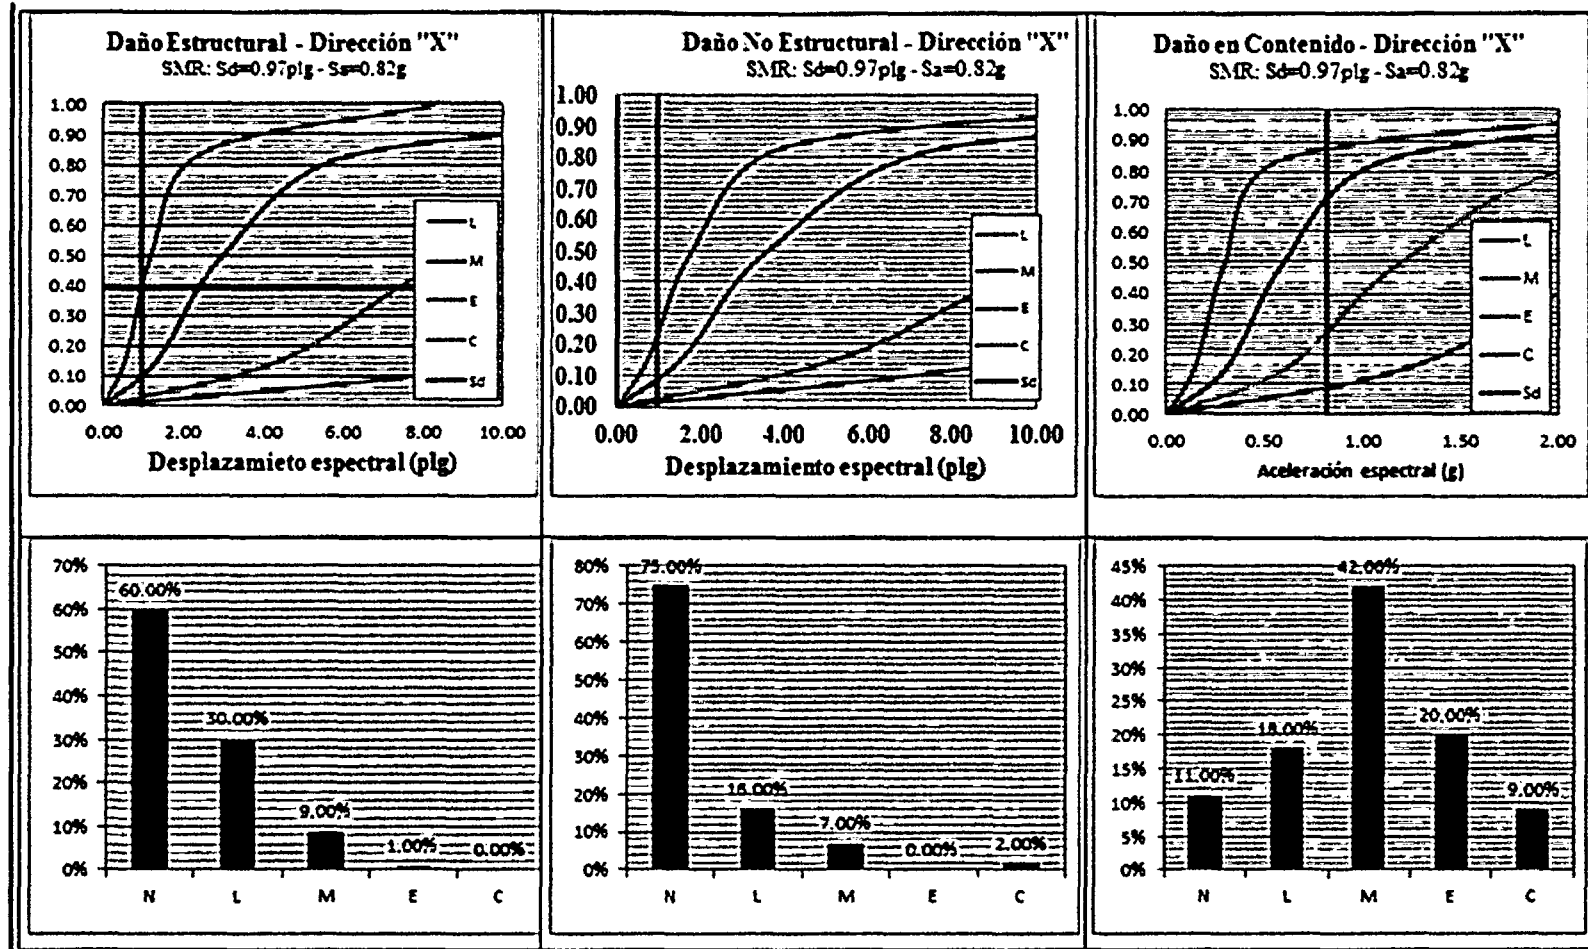 Daño Estructural - Dirección "X"
SMR: Sd=0.97plg - Sa=0.82g
1.00
0.90
0.80
0.70
0.60
0.50
0.40
0.30
0.20
0.10
0.00
0.00 2.00 4.00 6.00 8.00 10.00
Desplazamieto espectral (plg)
L
M
E
C
Sd
Daño No Estructural - Dirección "X"
SMR: Sd=0.97plg - Sa=0.82g
1.00
0.90
0.80
0.70
0.60
0.50
0.40
0.30
0.20
0.10
0.00
0.00 2.00 4.00 6.00 8.00 10.00
Desplazamiento espectral (plg)
L
M
E
C
Sd
Daño en Contenido - Dirección "X"
SMR: Sd=0.97plg - Sa=0.82g
1.00
0.90
0.80
0.70
0.60
0.50
0.40
0.30
0.20
0.10
0.00
0.00 0.50 1.00 1.50 2.00
Aceleración espectral (g)
L
M
E
C
Sd
70%
60%
50%
40%
30%
20%
10%
0%
60.00%
30.00%
9.00%
1.00%
0.00%
N L M E C
80%
70%
60%
50%
40%
30%
20%
10%
0%
75.00%
16.00%
7.00%
0.00%
2.00%
N L M E C
45%
40%
35%
30%
25%
20%
15%
10%
5%
0%
11.00%
18.00%
42.00%
20.00%
9.00%
N L M E C